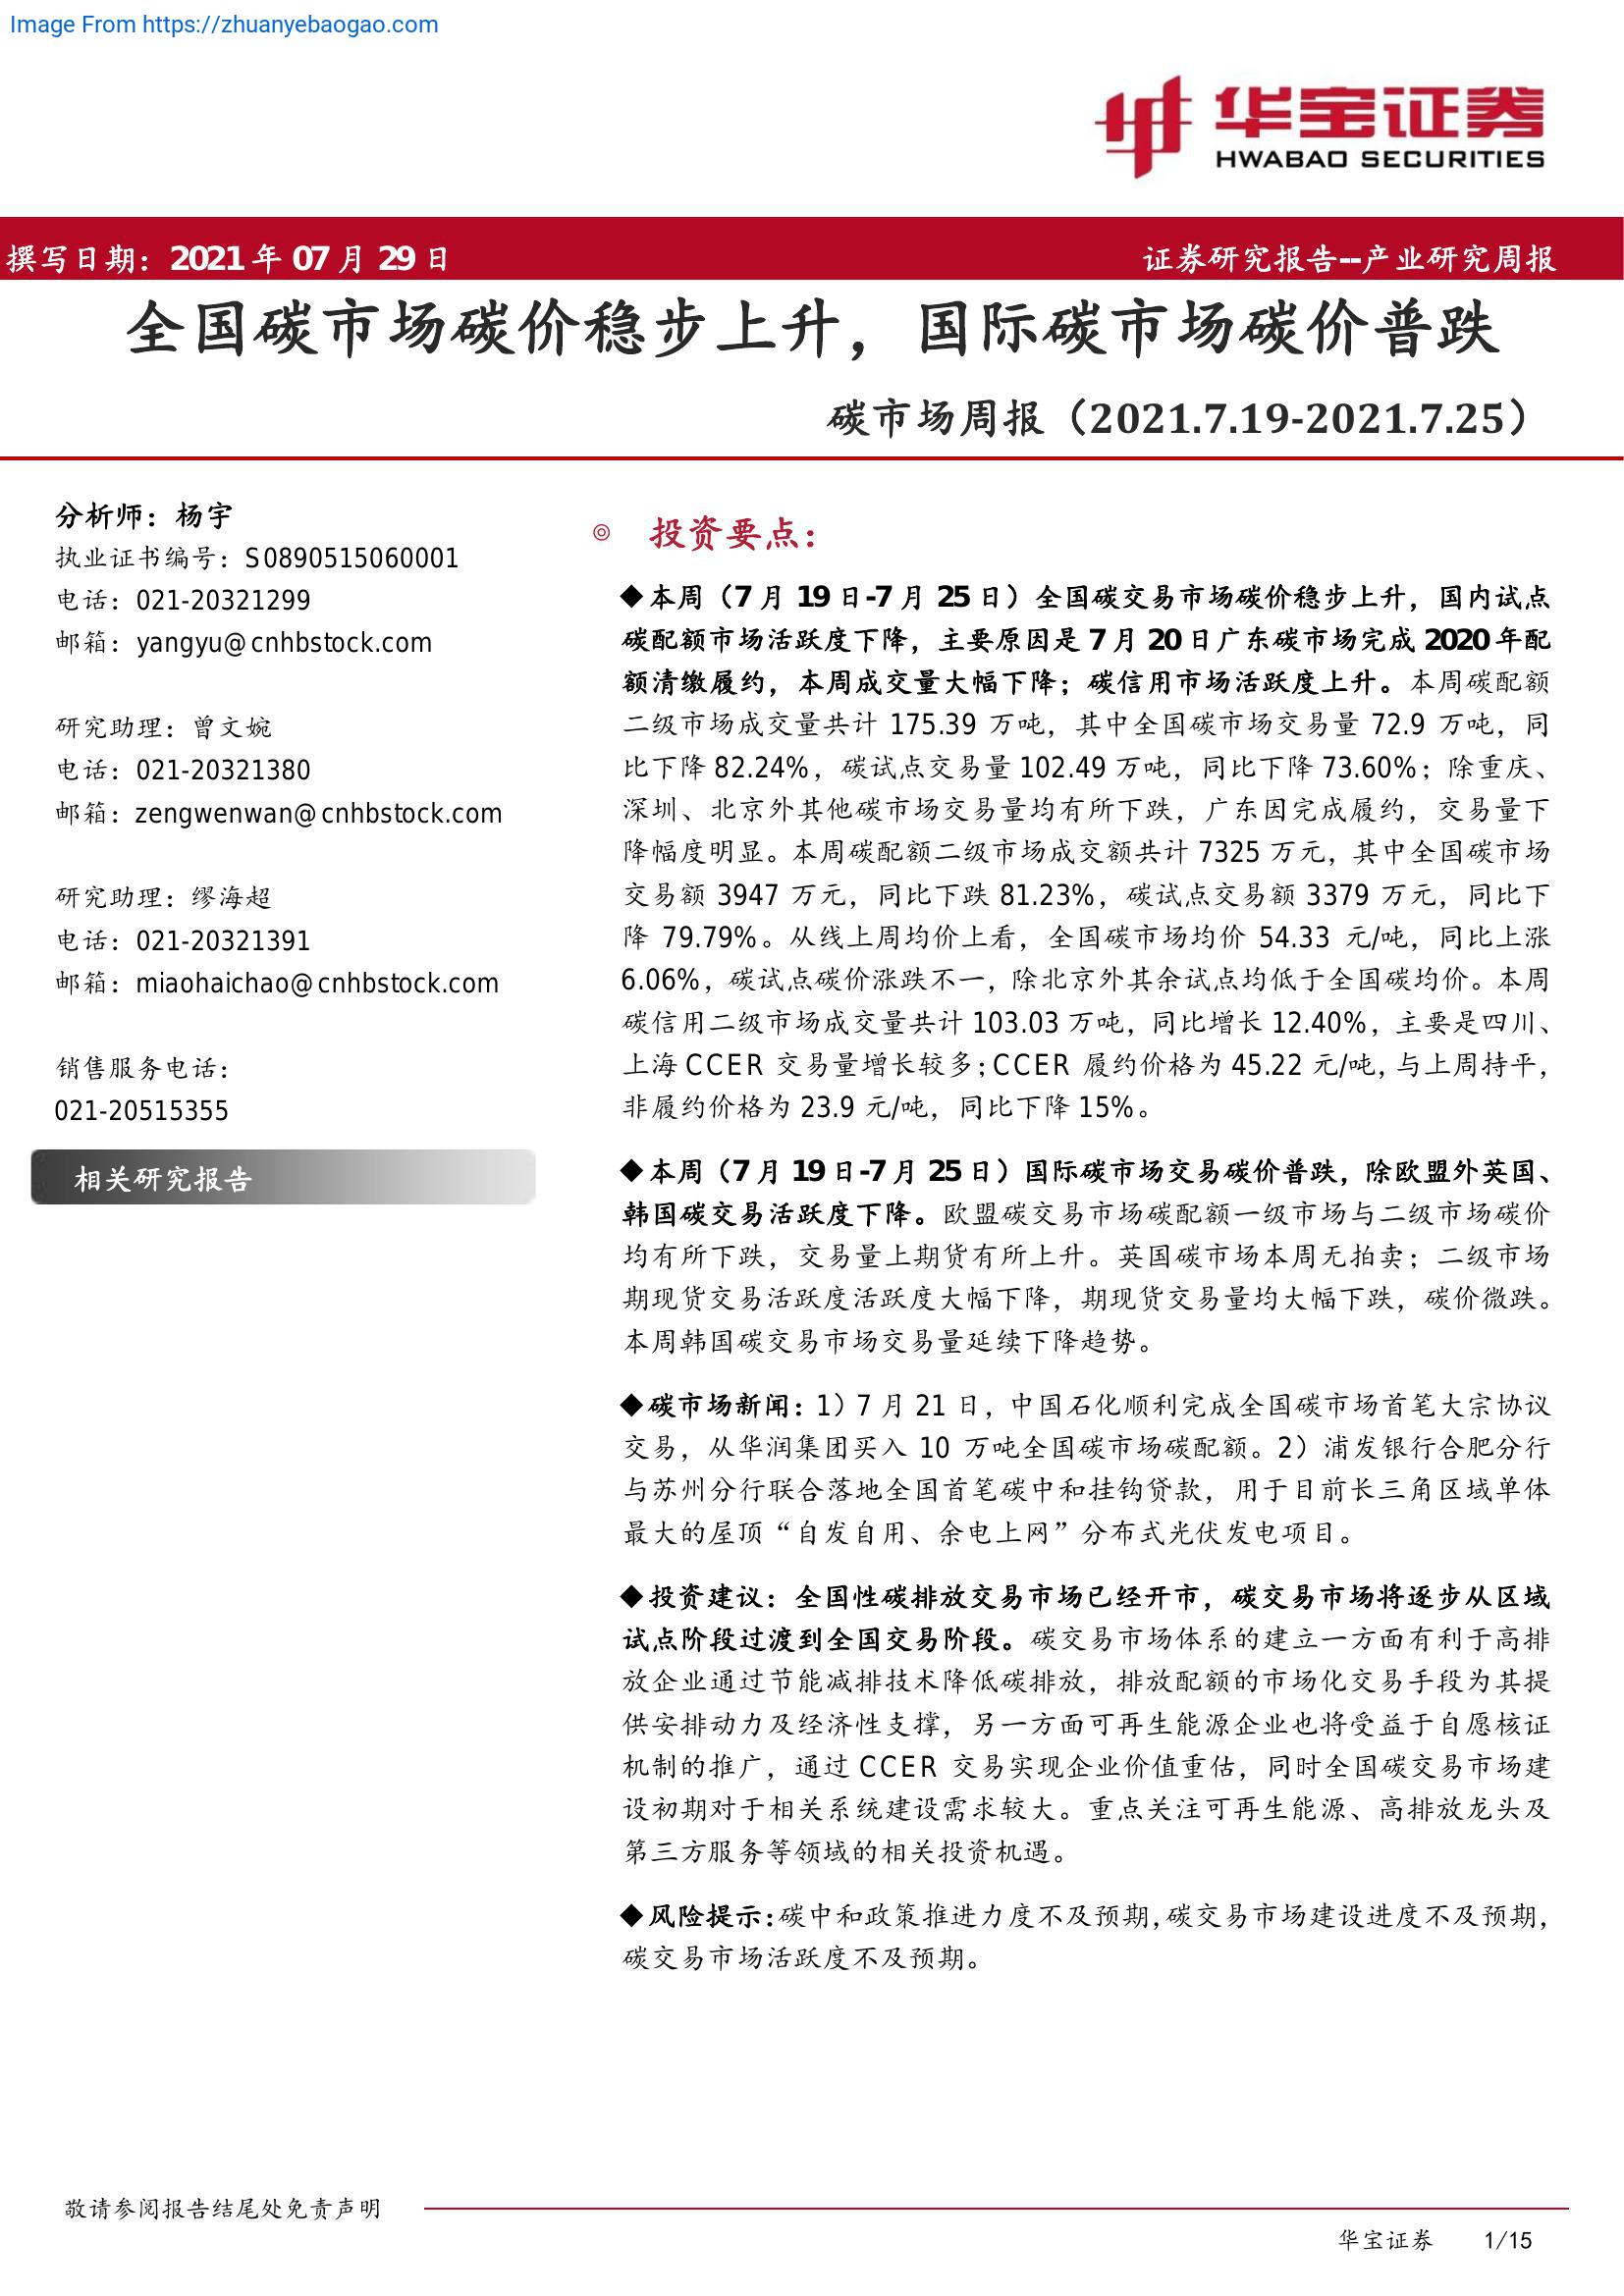 Image From https://zhuanyebaogao.com
华宝证券
HWABAO SECURITIES
撰写日期：2021 年 07 月 29 日
证券研究报告--产业研究周报
全国碳市场碳价稳步上升，国际碳市场碳价普跌
碳市场周报（2021.7.19-2021.7.25）
分析师：杨宇
执业证书编号：S0890515060001
电话：021-20321299
邮箱：yangyu@cnhbstock.com
研究助理：曾文婉
电话：021-20321380
邮箱：zengwenwan@cnhbstock.com
研究助理：缪海超
电话：021-20321391
邮箱：miaohaichao@cnhbstock.com
销售服务电话：
021-20515355
相关研究报告
◎ 投资要点：
◆本周（7 月 19 日-7 月 25 日）全国碳交易市场碳价稳步上升，国内试点
碳配额市场活跃度下降，主要原因是 7 月 20 日广东碳市场完成 2020 年配
额清缴履约，本周成交量大幅下降；碳信用市场活跃度上升。本周碳配额
二级市场成交量共计 175.39 万吨，其中全国碳市场交易量 72.9 万吨，同
比下降 82.24%，碳试点交易量 102.49 万吨，同比下降 73.60%；除重庆、
深圳、北京外其他碳市场交易量均有所下跌，广东因完成履约，交易量下
降幅度明显。本周碳配额二级市场成交额共计 7325 万元，其中全国碳市场
交易额 3947 万元，同比下跌 81.23%，碳试点交易额 3379 万元，同比下
降 79.79%。从线上周均价上看，全国碳市场均价 54.33 元/吨，同比上涨
6.06%，碳试点碳价涨跌不一，除北京外其余试点均低于全国碳均价。本周
碳信用二级市场成交量共计 103.03 万吨，同比增长 12.40%，主要是四川、
上海 CCER 交易量增长较多；CCER 履约价格为 45.22 元/吨，与上周持平，
非履约价格为 23.9 元/吨，同比下降 15%。
◆本周（7 月 19 日-7 月 25 日）国际碳市场交易碳价普跌，除欧盟外英国、
韩国碳交易活跃度下降。欧盟碳交易市场碳配额一级市场与二级市场碳价
均有所下跌，交易量上期货有所上升。英国碳市场本周无拍卖；二级市场
期现货交易活跃度活跃度大幅下降，期现货交易量均大幅下跌，碳价微跌。
本周韩国碳交易市场交易量延续下降趋势。
◆碳市场新闻：1）7 月 21 日，中国石化顺利完成全国碳市场首笔大宗协议
交易，从华润集团买入 10 万吨全国碳市场碳配额。2）浦发银行合肥分行
与苏州分行联合落地全国首笔碳中和挂钩贷款，用于目前长三角区域单体
最大的屋顶“自发自用、余电上网”分布式光伏发电项目。
◆投资建议：全国性碳排放交易市场已经开市，碳交易市场将逐步从区域
试点阶段过渡到全国交易阶段。碳交易市场体系的建立一方面有利于高排
放企业通过节能减排技术降低碳排放，排放配额的市场化交易手段为其提
供安排动力及经济性支撑，另一方面可再生能源企业也将受益于自愿核证
机制的推广，通过 CCER 交易实现企业价值重估，同时全国碳交易市场建
设初期对于相关系统建设需求较大。重点关注可再生能源、高排放龙头及
第三方服务等领域的相关投资机遇。
◆风险提示：碳中和政策推进力度不及预期，碳交易市场建设进度不及预期，
碳交易市场活跃度不及预期。
敬请参阅报告结尾处免责声明
华宝证券 1/15